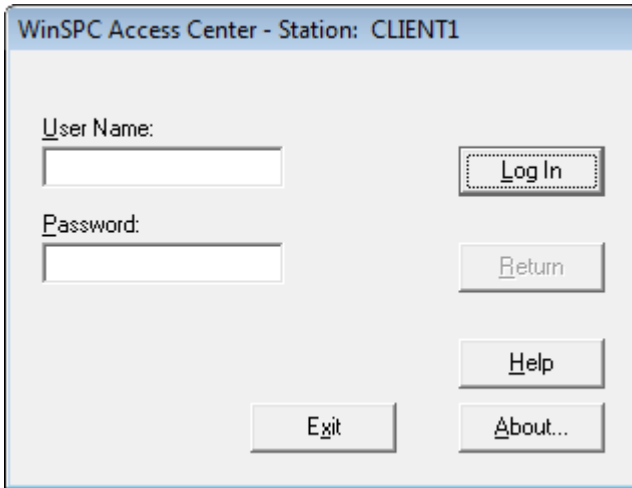 WinSPC Access Center - Station:  CLIENT1
User Name:
Log In
Password:
Return
Help
Exit
About...